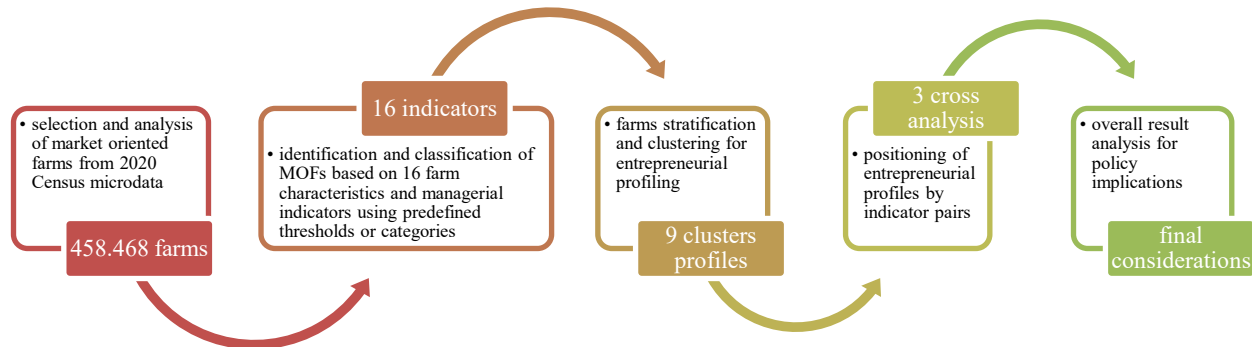 • selection and analysis
of market oriented
farms from 2020
Census microdata
458.468 farms
16 indicators
• identification and classification of
MOFs based on 16 farm
characteristics and managerial
indicators using predefined
thresholds or categories
• farms stratification
and clustering for
entrepreneurial
profiling
9 clusters
profiles
3 cross
analysis
• positioning of
entrepreneurial
profiles by
indicator pairs
• overall result
analysis for
policy
implications
final
considerations